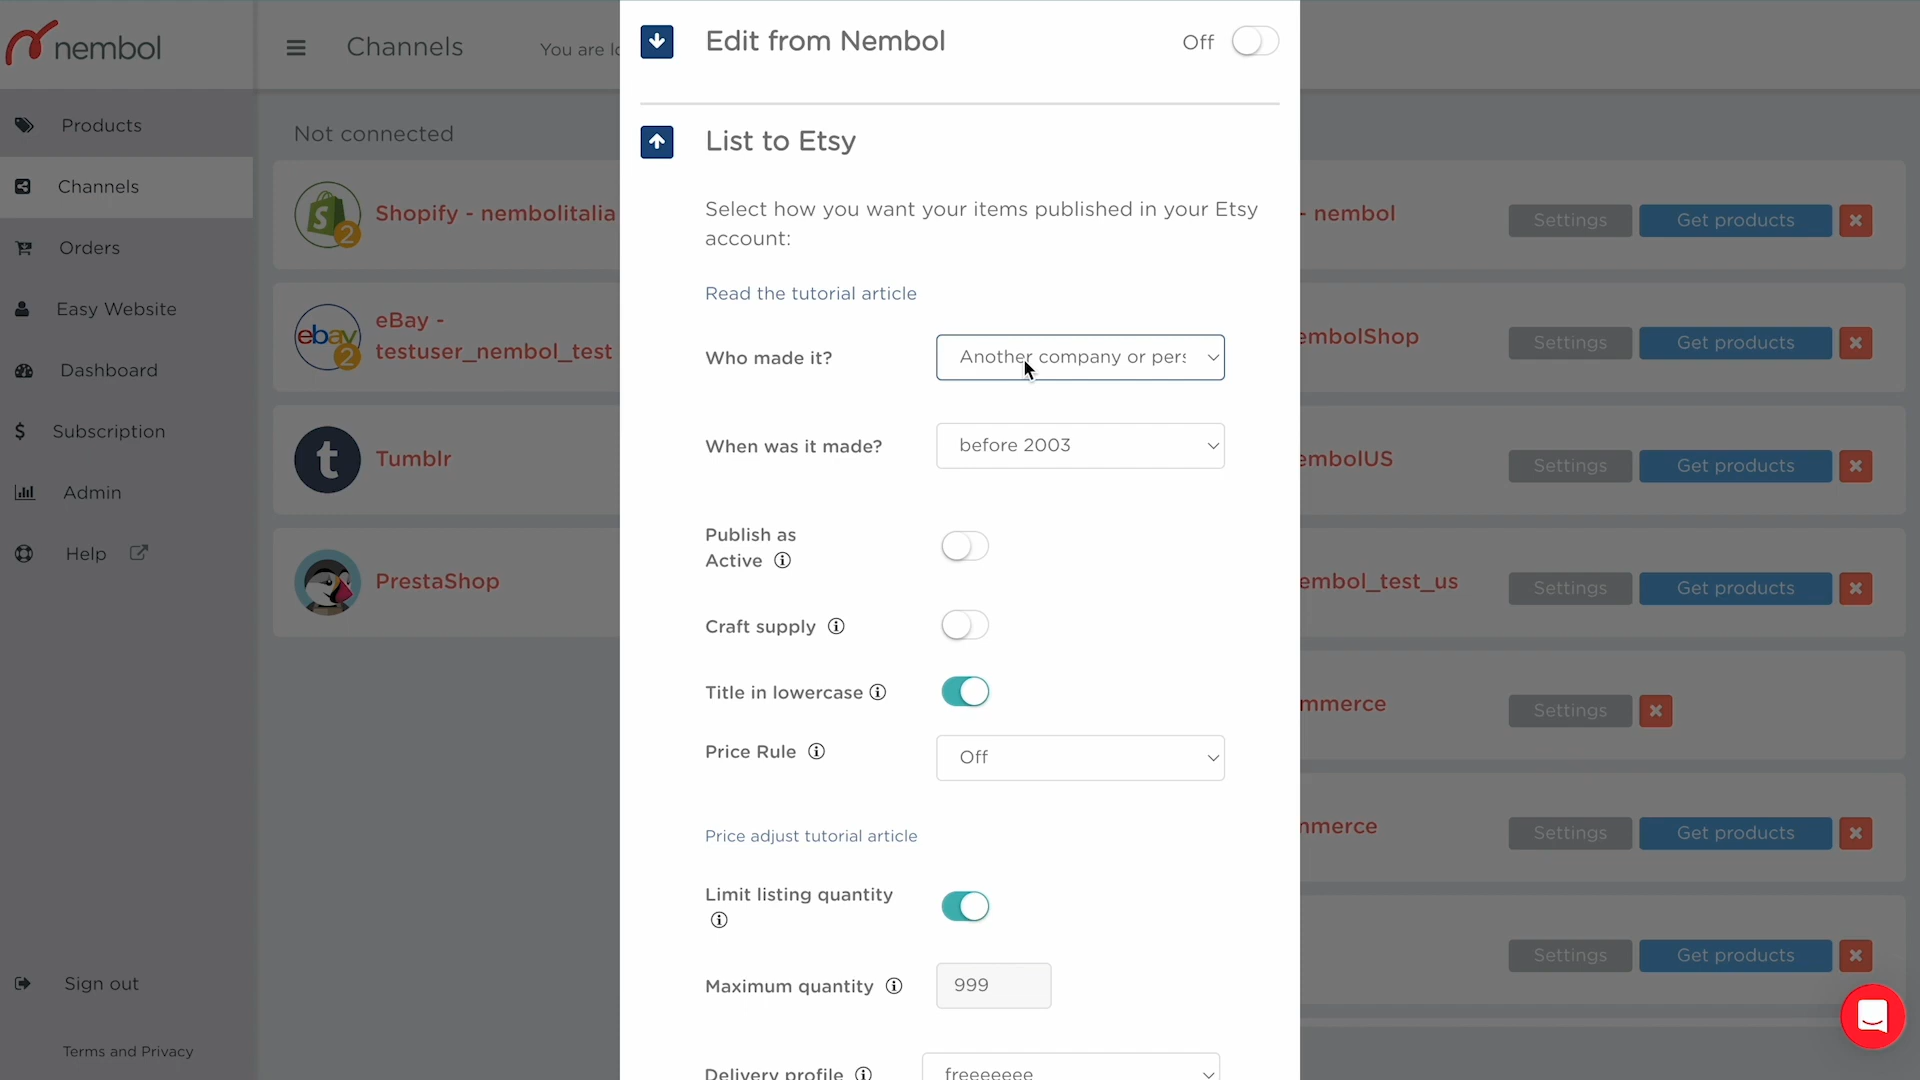 nembol
Channels
You are lo
Products
Channels
Orders
Easy Website
Dashboard
Subscription
Admin
Help
Sign out
Terms and Privacy
Not connected
Shopify - nembolitalia
2
ebay
2
eBay -
testuser_nembol_test
t
Tumblr
PrestaShop
Edit from Nembol
Off
List to Etsy
Select how you want your items published in your Etsy
account:
Read the tutorial article
Who made it?
Another company or pers
When was it made?
before 2003
Publish as
Active
Craft supply
Title in lowercase
Price Rule
Off
Price adjust tutorial article
Limit listing quantity
Maximum quantity
999
Delivery profile
freeeeeee
- nembol
Settings
Get products
embolShop
Settings
Get products
embolUS
Settings
Get products
embol_test_us
Settings
Get products
mmerce
Settings
nmerce
Settings
Get products
Settings
Get products